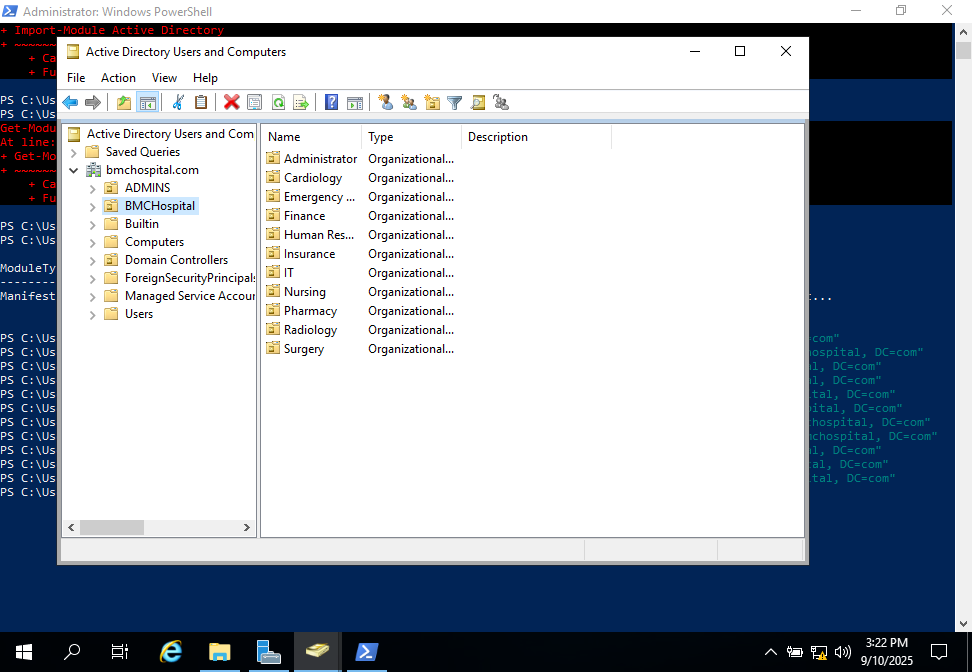 Administrator: Windows PowerShell
+ Import-Module Active Directory
+ ~~~~~~
+ Ca
+ Fu
PS C:\Us
PS C:\Us
Get-Modu
At line:
+ Get-Mo
+ ~~~~~~
+ Ca
+ Fu
PS C:\Us
PS C:\Us
ModuleTy
--------
Manifest
:...
PS C:\Us
=com"
PS C:\Us
hospital, DC=com"
PS C:\Us
al, DC=com"
PS C:\Us
l, DC=com"
PS C:\Us
ital, DC=com"
PS C:\Us
pital, DC=com"
PS C:\Us
chospital, DC=com"
PS C:\Us
mchospital, DC=com"
PS C:\Us
l, DC=com"
PS C:\Us
tal, DC=com"
PS C:\Us
ital, DC=com"
PS C:\Us
Active Directory Users and Computers
File Action View Help
Active Directory Users and Com
Saved Queries
bmchospital.com
ADMINS
BMCHospital
Builtin
Computers
Domain Controllers
ForeignSecurityPrincipals
Managed Service Accour
Users
Name Type Description
Administrator Organizational...
Cardiology Organizational...
Emergency ... Organizational...
Finance Organizational...
Human Res... Organizational...
Insurance Organizational...
IT Organizational...
Nursing Organizational...
Pharmacy Organizational...
Radiology Organizational...
Surgery Organizational...
3:22 PM
9/10/2025